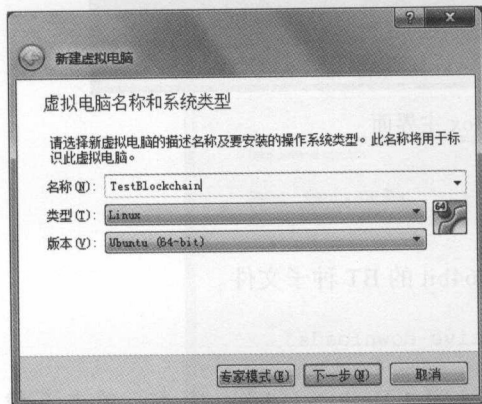 新建虚拟电脑
虚拟电脑名称和系统类型
请选择新虚拟电脑的描述名称及要安装的操作系统类型。此名称将用于标
识此虚拟电脑。
名称(N): TestBlockchain
类型(T): Linux
64
版本(V): Ubuntu (64-bit)
专家模式(E) 下一步(N) 取消